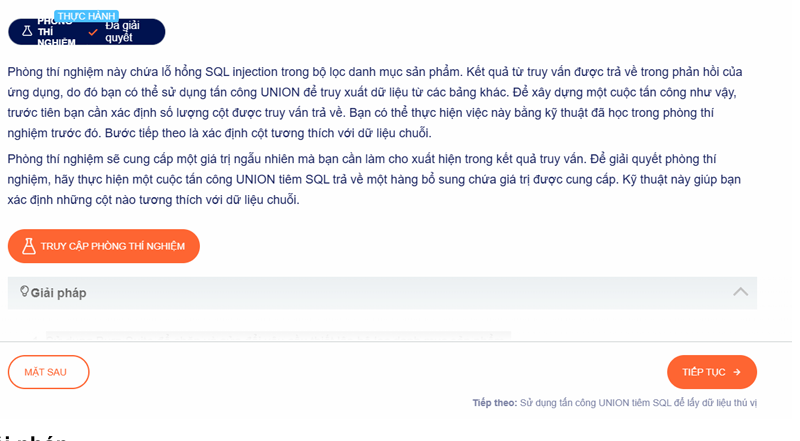 THỰC HÀNH
PHÒNG THÍ NGHIỆM
Đã giải quyết
Phòng thí nghiệm này chứa lỗ hổng SQL injection trong bộ lọc danh mục sản phẩm. Kết quả từ truy vấn được trả về trong phản hồi của
ứng dụng, do đó bạn có thể sử dụng tấn công UNION để truy xuất dữ liệu từ các bảng khác. Để xây dựng một cuộc tấn công như vậy,
trước tiên bạn cần xác định số lượng cột được truy vấn trả về. Bạn có thể thực hiện việc này bằng kỹ thuật đã học trong phòng thí
nghiệm trước đó. Bước tiếp theo là xác định cột tương thích với dữ liệu chuỗi.
Phòng thí nghiệm sẽ cung cấp một giá trị ngẫu nhiên mà bạn cần làm cho xuất hiện trong kết quả truy vấn. Để giải quyết phòng thí
nghiệm, hãy thực hiện một cuộc tấn công UNION tiêm SQL trả về một hàng bổ sung chứa giá trị được cung cấp. Kỹ thuật này giúp bạn
xác định những cột nào tương thích với dữ liệu chuỗi.
TRUY CẬP PHÒNG THÍ NGHIỆM
Giải pháp
MẶT SAU
TIẾP TỤC
Tiếp theo: Sử dụng tấn công UNION tiêm SQL để lấy dữ liệu thú vị